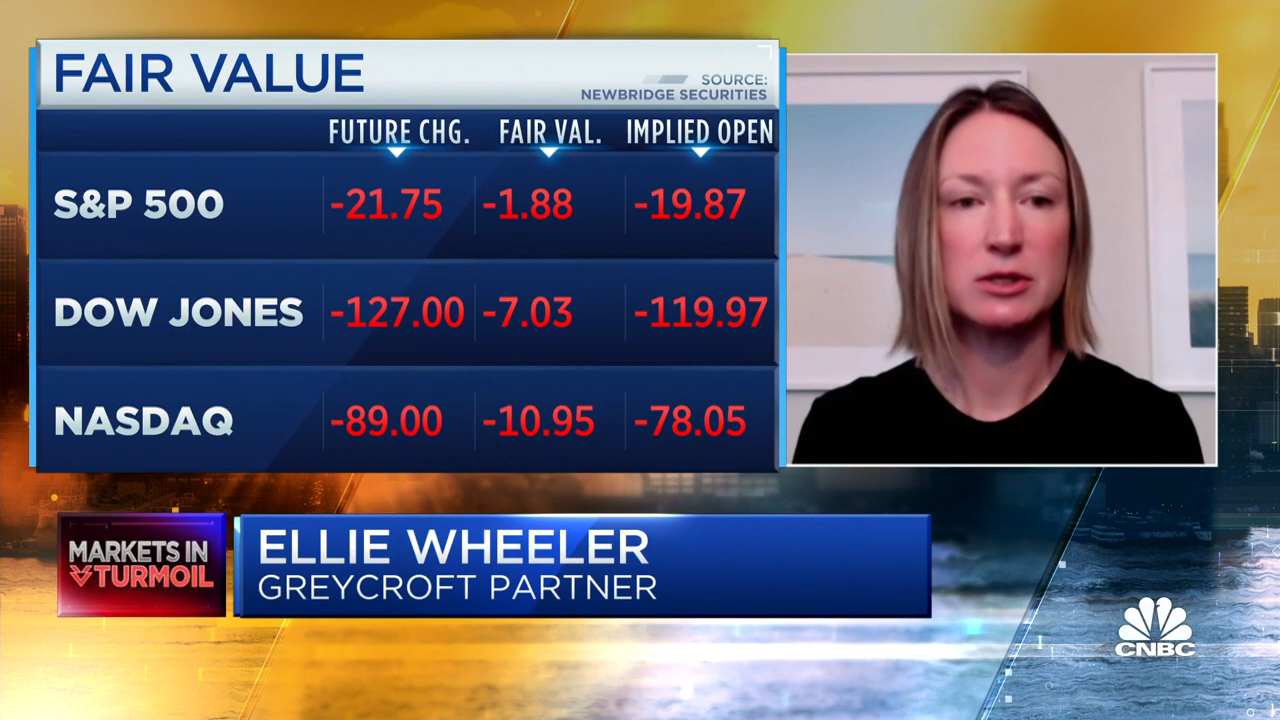 FAIR VALUE
SOURCE:
NEWBRIDGE SECURITIES
FUTURE CHG. FAIR VAL. IMPLIED OPEN
S&P 500 -21.75 -1.88 -19.87
DOW JONES -127.00 -7.03 -119.97
NASDAQ -89.00 -10.95 -78.05
MARKETS IN
TURMOIL
ELLIE WHEELER
GREYCROFT PARTNER
CNBC